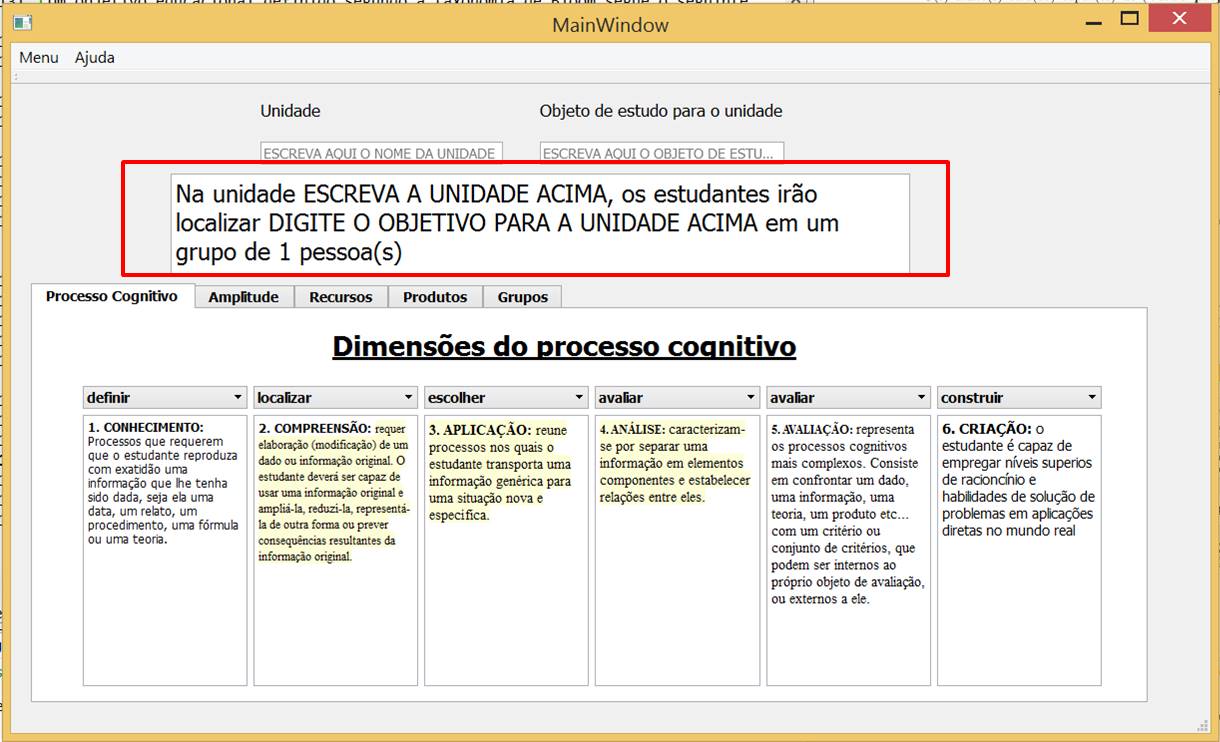 MainWindow
Menu Ajuda
Unidade Objeto de estudo para o unidade
ESCREVA AQUI O NOME DA UNIDADE ESCREVA AQUI O OBJETO DE ESTU...
Na unidade ESCREVA A UNIDADE ACIMA, os estudantes irão
localizar DIGITE O OBJETIVO PARA A UNIDADE ACIMA em um
grupo de 1 pessoa(s)
Processo Cognitivo Amplitude Recursos Produtos Grupos
Dimensões do processo cognitivo
definir localizar escolher avaliar avaliar construir
1. CONHECIMENTO:
Processos que requerem
que o estudante reproduza
com exatidão uma
información que lhe tenha
sido dada, seja ela uma
data, um relato, um
procedimento, uma fórmula
ou uma teoria.
2. COMPREENSÃO: requer
elaboração (modificação) de um
dado ou informação original. O
estudante deverá ser capaz de
usar uma informação original e
ampliá-la, reduzi-la, representá-
la de outra forma ou prever
consequências resultantes da
informação original.
3. APLICAÇÃO: reune
processos nos quais o
estudante transporta uma
informação genérica para
uma situação nova e
especifica.
4. ANÁLISE: caracterizam-
se por separar uma
informação em elementos
componentes e estabelecer
relações entre eles.
5. AVALIAÇÃO: representa
os processos cognitivos
mais complexos. Consiste
em confrontar um dado,
uma informação, uma
teoria, um produto etc...
com um critério ou
conjunto de critérios, que
podem ser internos ao
próprio objeto de avaliação,
ou externos a ele.
6. CRIAÇÃO: o
estudante é capaz de
empregar níveis superios
de racioncínio e
habilidades de solução de
problemas em aplicações
diretas no mundo real